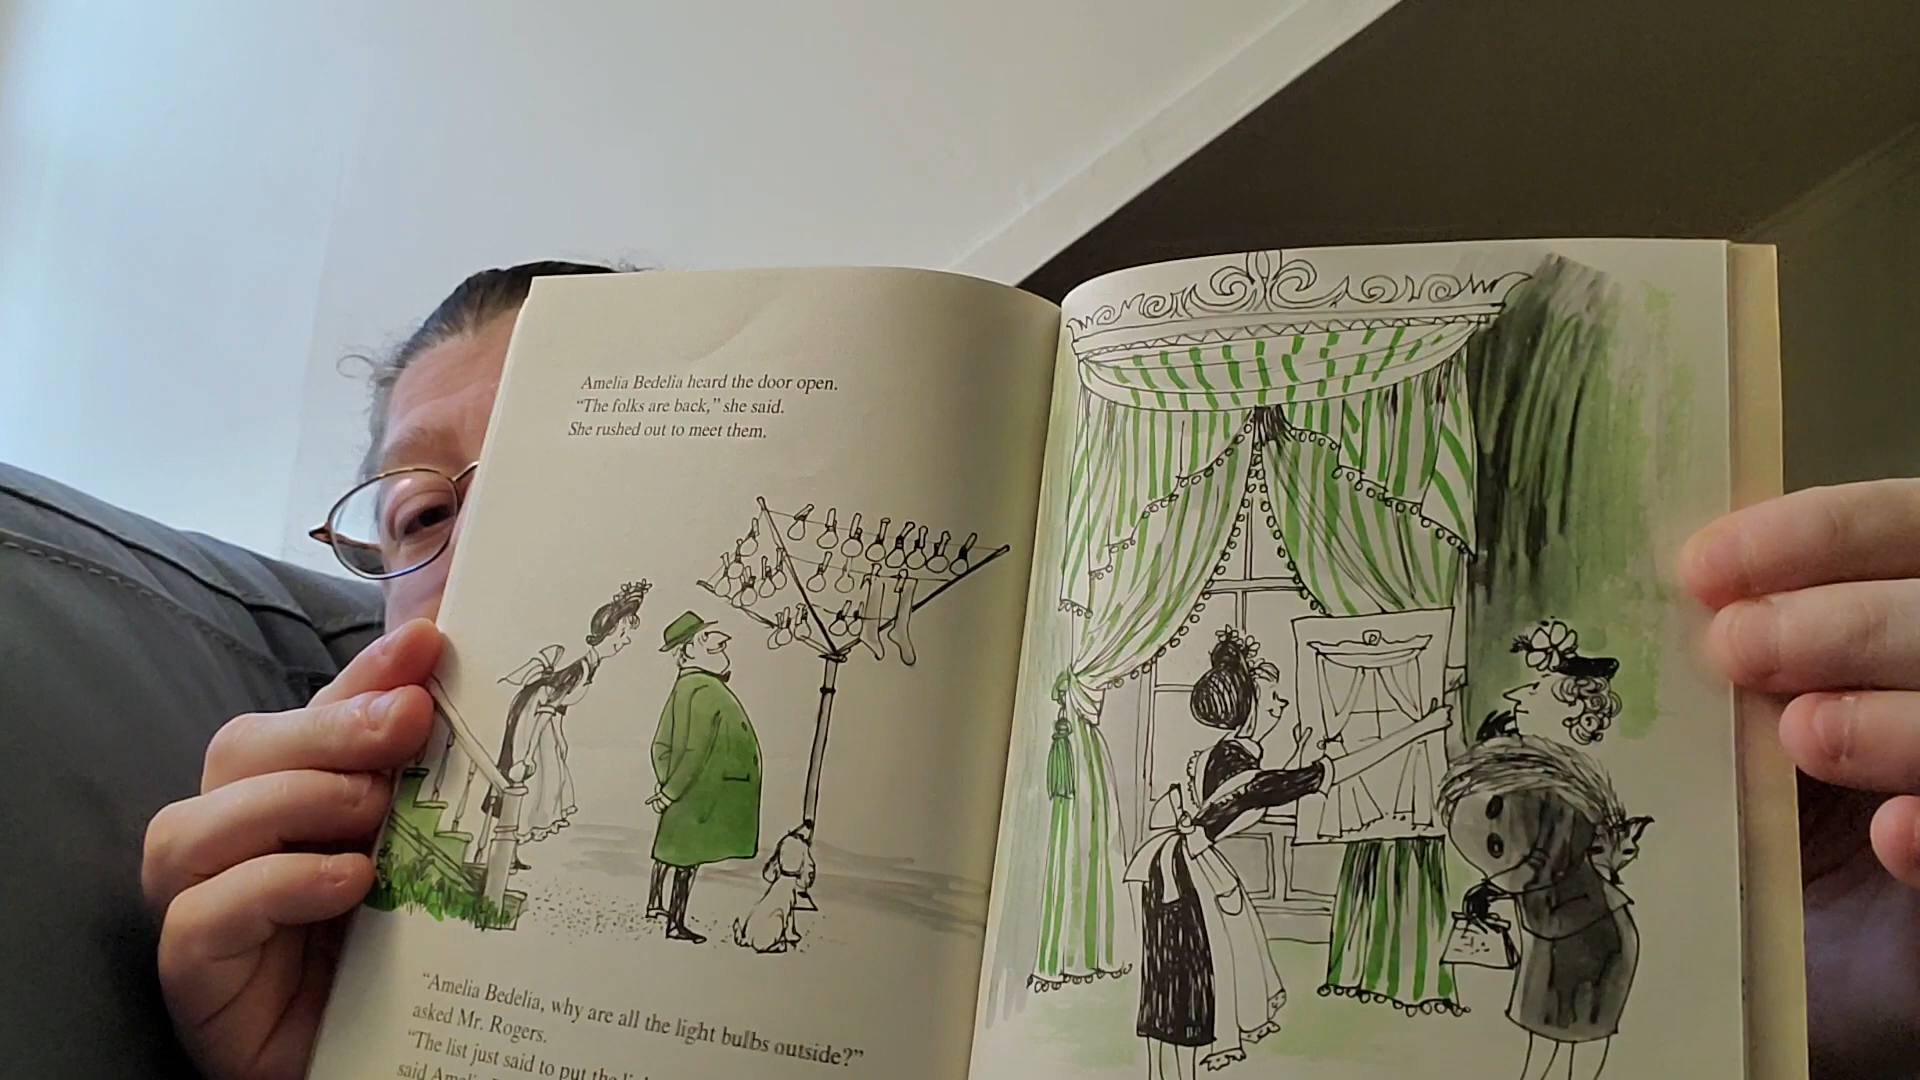 Amelia Bedelia heard the door open.
“The folks are back,” she said.
She rushed out to meet them.
“Amelia Bedelia, why are all the light bulbs outside?”
asked Mr. Rogers.
“The list just said to put the
said